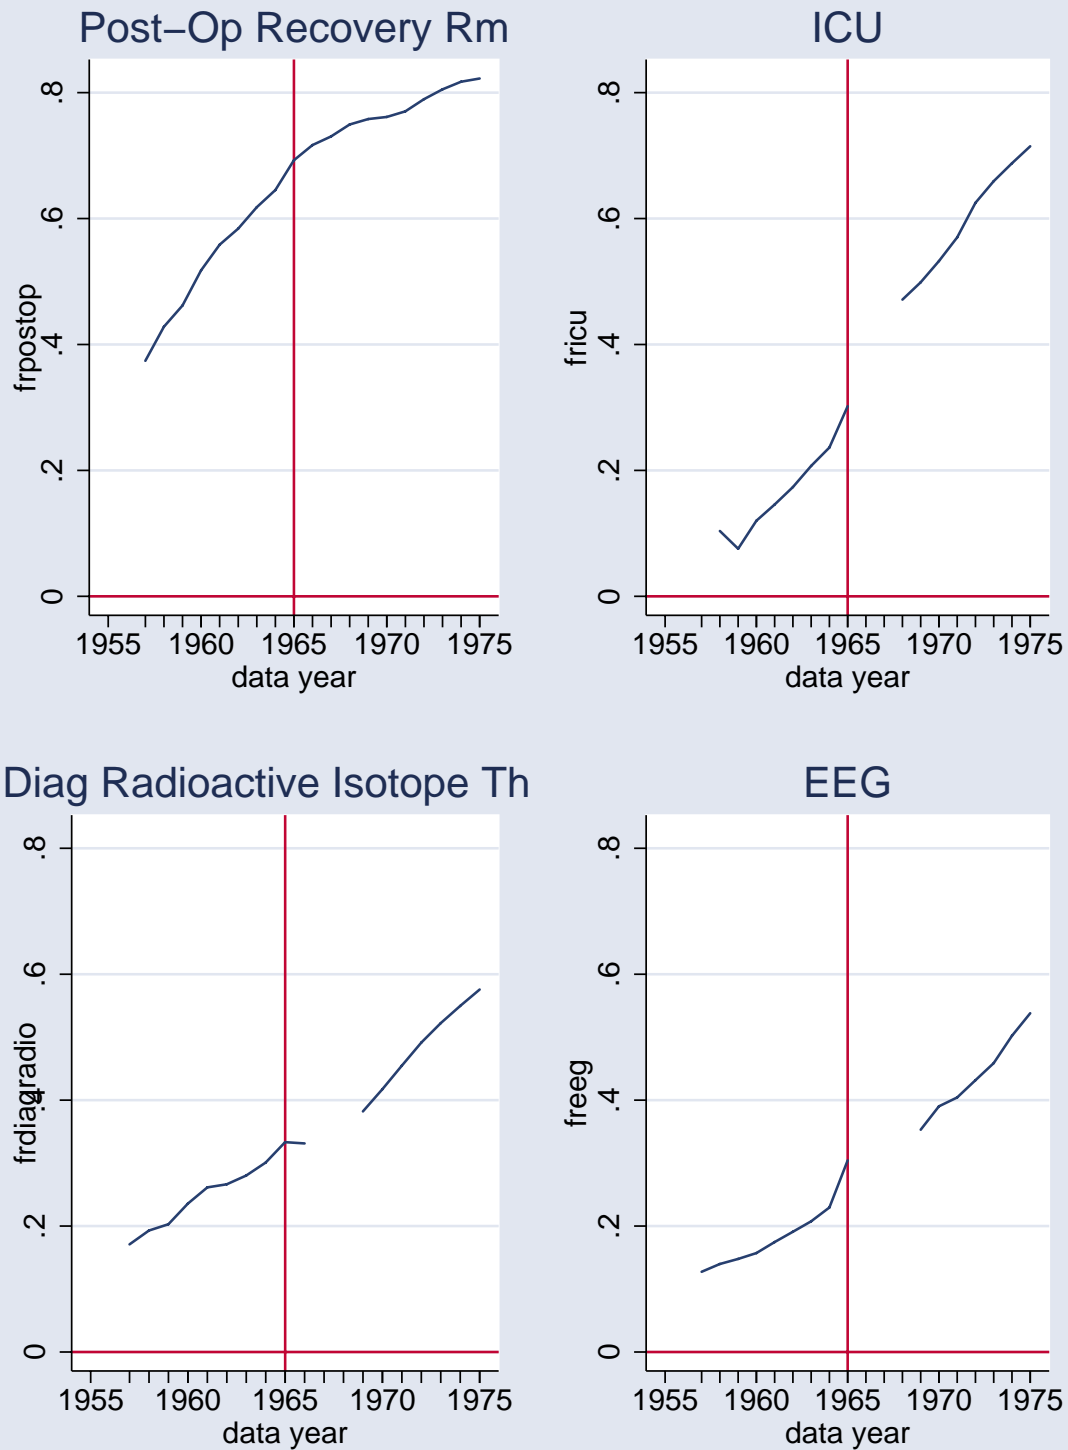 Post–Op Recovery Rm
frpostop
.8
.6
.4
.2
0
1955 1960 1965 1970 1975
data year
ICU
fricu
.8
.6
.4
.2
0
1955 1960 1965 1970 1975
data year
Diag Radioactive Isotope Th
frdiagradio
.8
.6
.4
.2
0
1955 1960 1965 1970 1975
data year
EEG
freeg
.8
.6
.4
.2
0
1955 1960 1965 1970 1975
data year